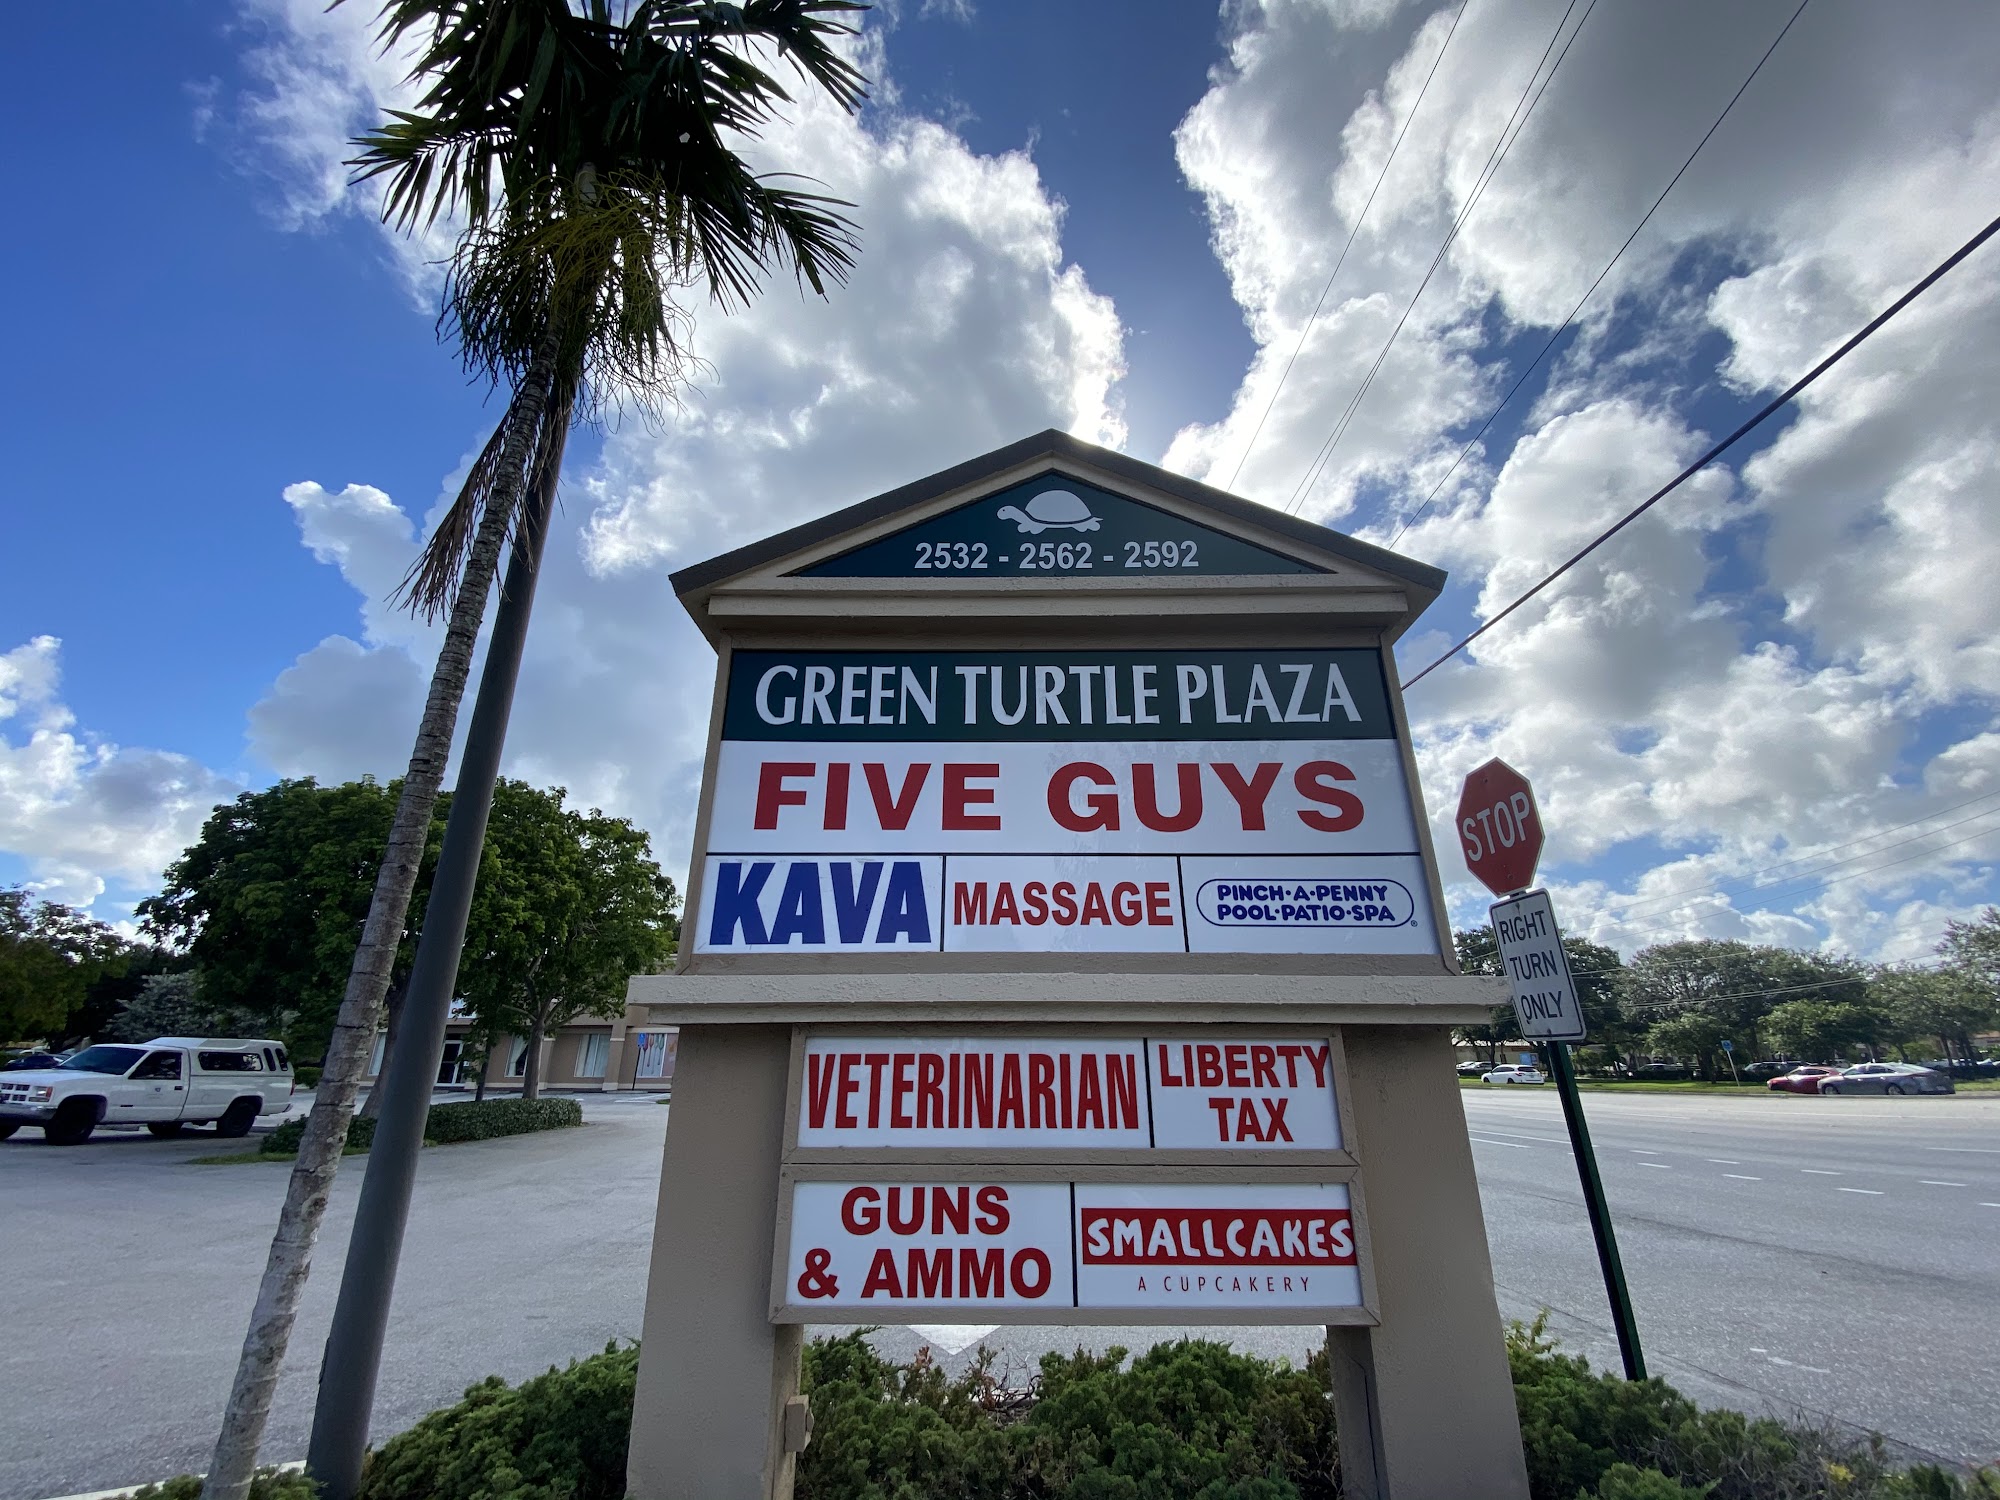 2532 - 2562 - 2592
GREEN TURTLE PLAZA
FIVE GUYS
KAVA
MASSAGE
PINCH·A·PENNY
POOL·PATIO·SPA
®
VETERINARIAN
LIBERTY
TAX
GUNS
& AMMO
SMALLCAKES
A CUPCAKERY
STOP
RIGHT
TURN
ONLY